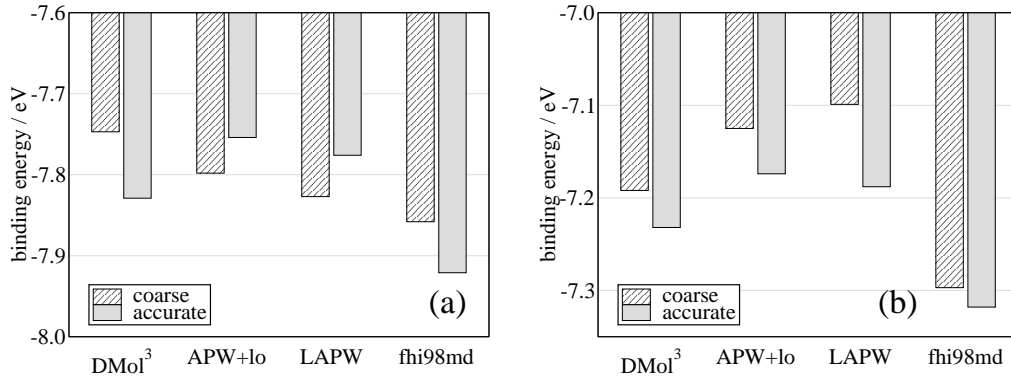 binding energy / eV
-7.6
-7.7
-7.8
-7.9
-8.0
coarse
accurate
(a)
DMol³ APW+lo LAPW fhi98md
binding energy / eV
-7.0
-7.1
-7.2
-7.3
coarse
accurate
(b)
DMol³ APW+lo LAPW fhi98md